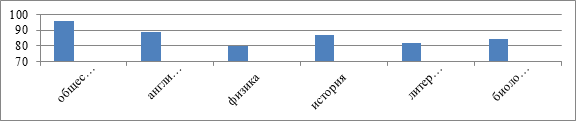 100
90
80
70
общес...
англи...
физика
история
литер...
биоло...